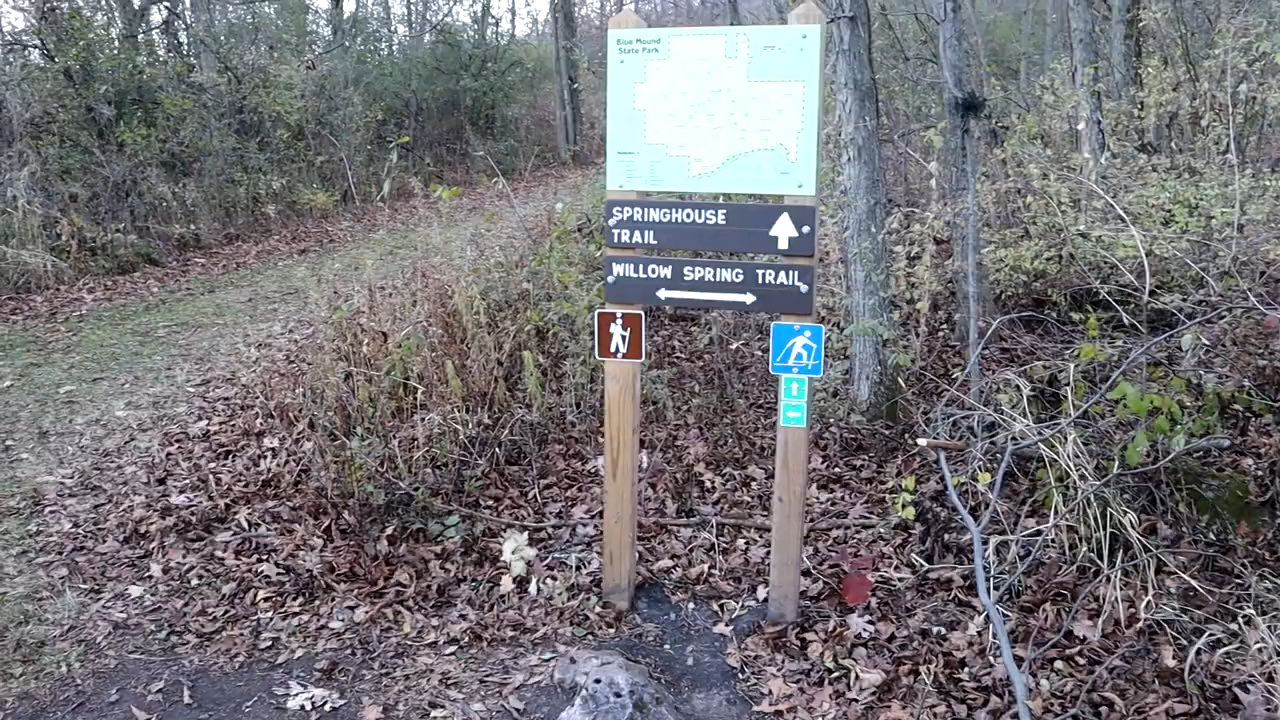 Blue Mound
State Park
SPRINGHOUSE
TRAIL
WILLOW SPRING TRAIL